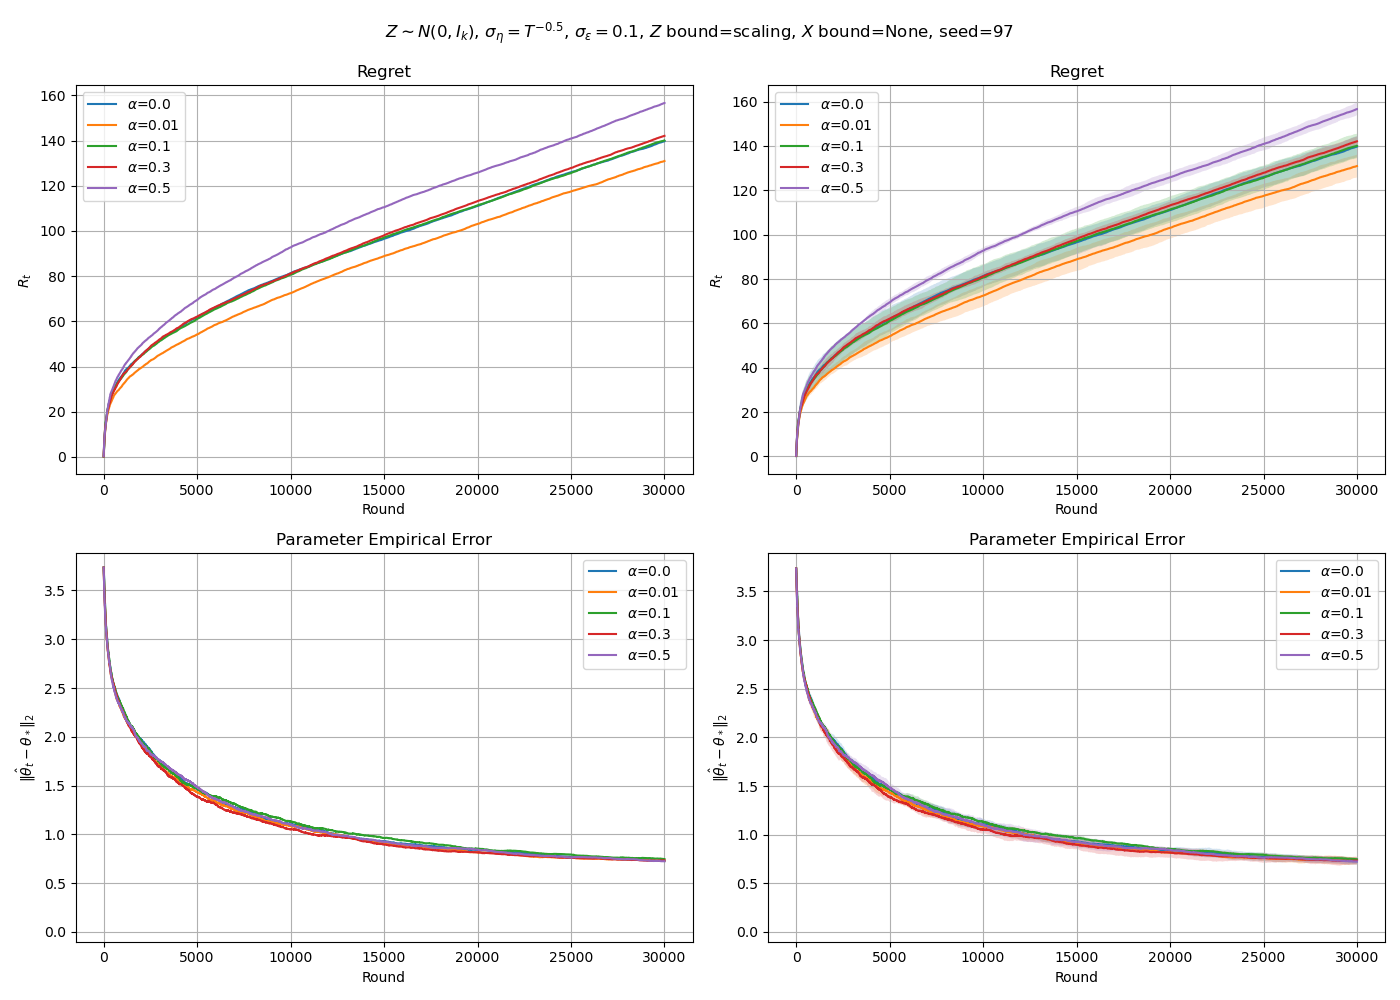 Z ∼ N(0, I_k), σ_η = T^{−0.5}, σ_ε = 0.1, Z bound=scaling, X bound=None, seed=97
Regret
R_t
160
140
120
100
80
60
40
20
0
α=0.0
α=0.01
α=0.1
α=0.3
α=0.5
0 5000 10000 15000 20000 25000 30000
Round
Regret
R_t
160
140
120
100
80
60
40
20
0
α=0.0
α=0.01
α=0.1
α=0.3
α=0.5
0 5000 10000 15000 20000 25000 30000
Round
Parameter Empirical Error
‖θ̂_t − θ_*‖_2
3.5
3.0
2.5
2.0
1.5
1.0
0.5
0.0
α=0.0
α=0.01
α=0.1
α=0.3
α=0.5
0 5000 10000 15000 20000 25000 30000
Round
Parameter Empirical Error
‖θ̂_t − θ_*‖_2
3.5
3.0
2.5
2.0
1.5
1.0
0.5
0.0
α=0.0
α=0.01
α=0.1
α=0.3
α=0.5
0 5000 10000 15000 20000 25000 30000
Round